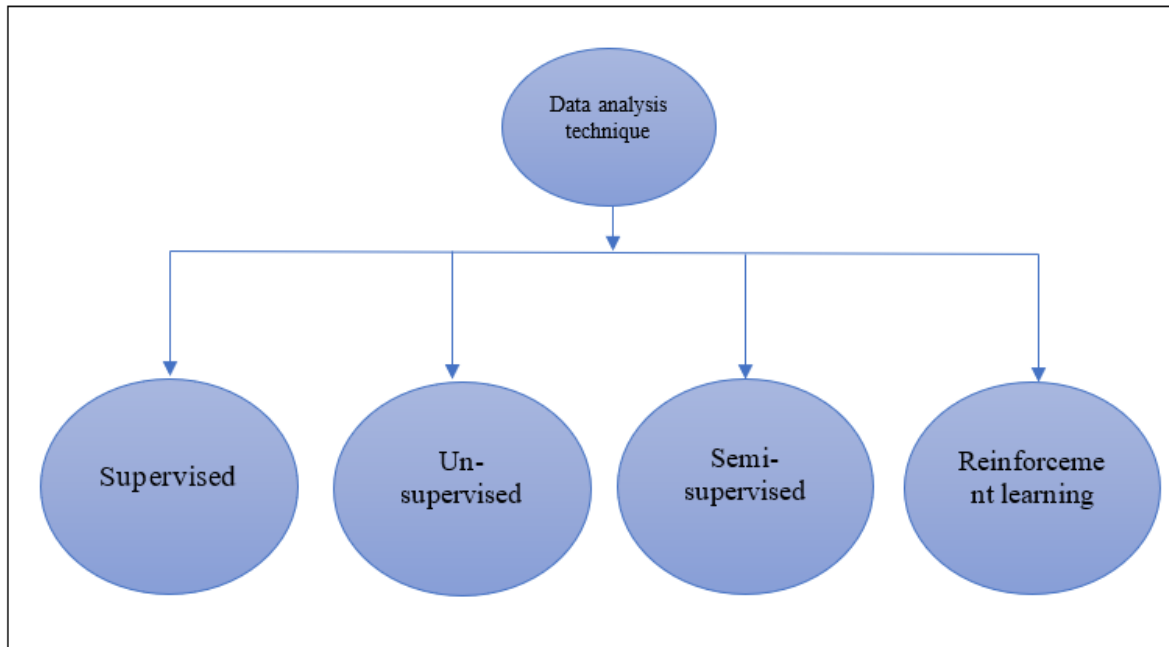 Data analysis
technique
Supervised
Un-
supervised
Semi-
supervised
Reinforceme
nt learning